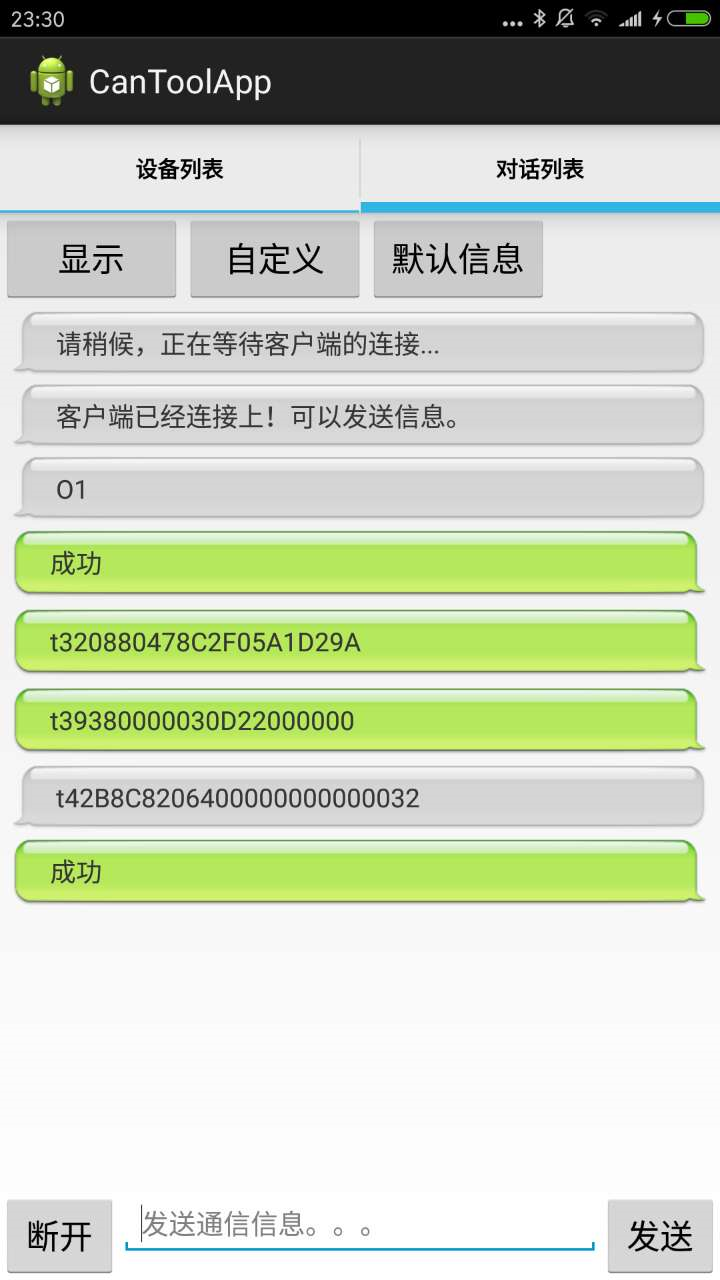 23:30
CanToolApp
设备列表
对话列表
显示
自定义
默认信息
请稍候，正在等待客户端的连接...
客户端已经连接上！可以发送信息。
O1
成功
t320880478C2F05A1D29A
t39380000030D22000000
t42B8C8206400000000000032
成功
断开
发送通信信息。。。
发送